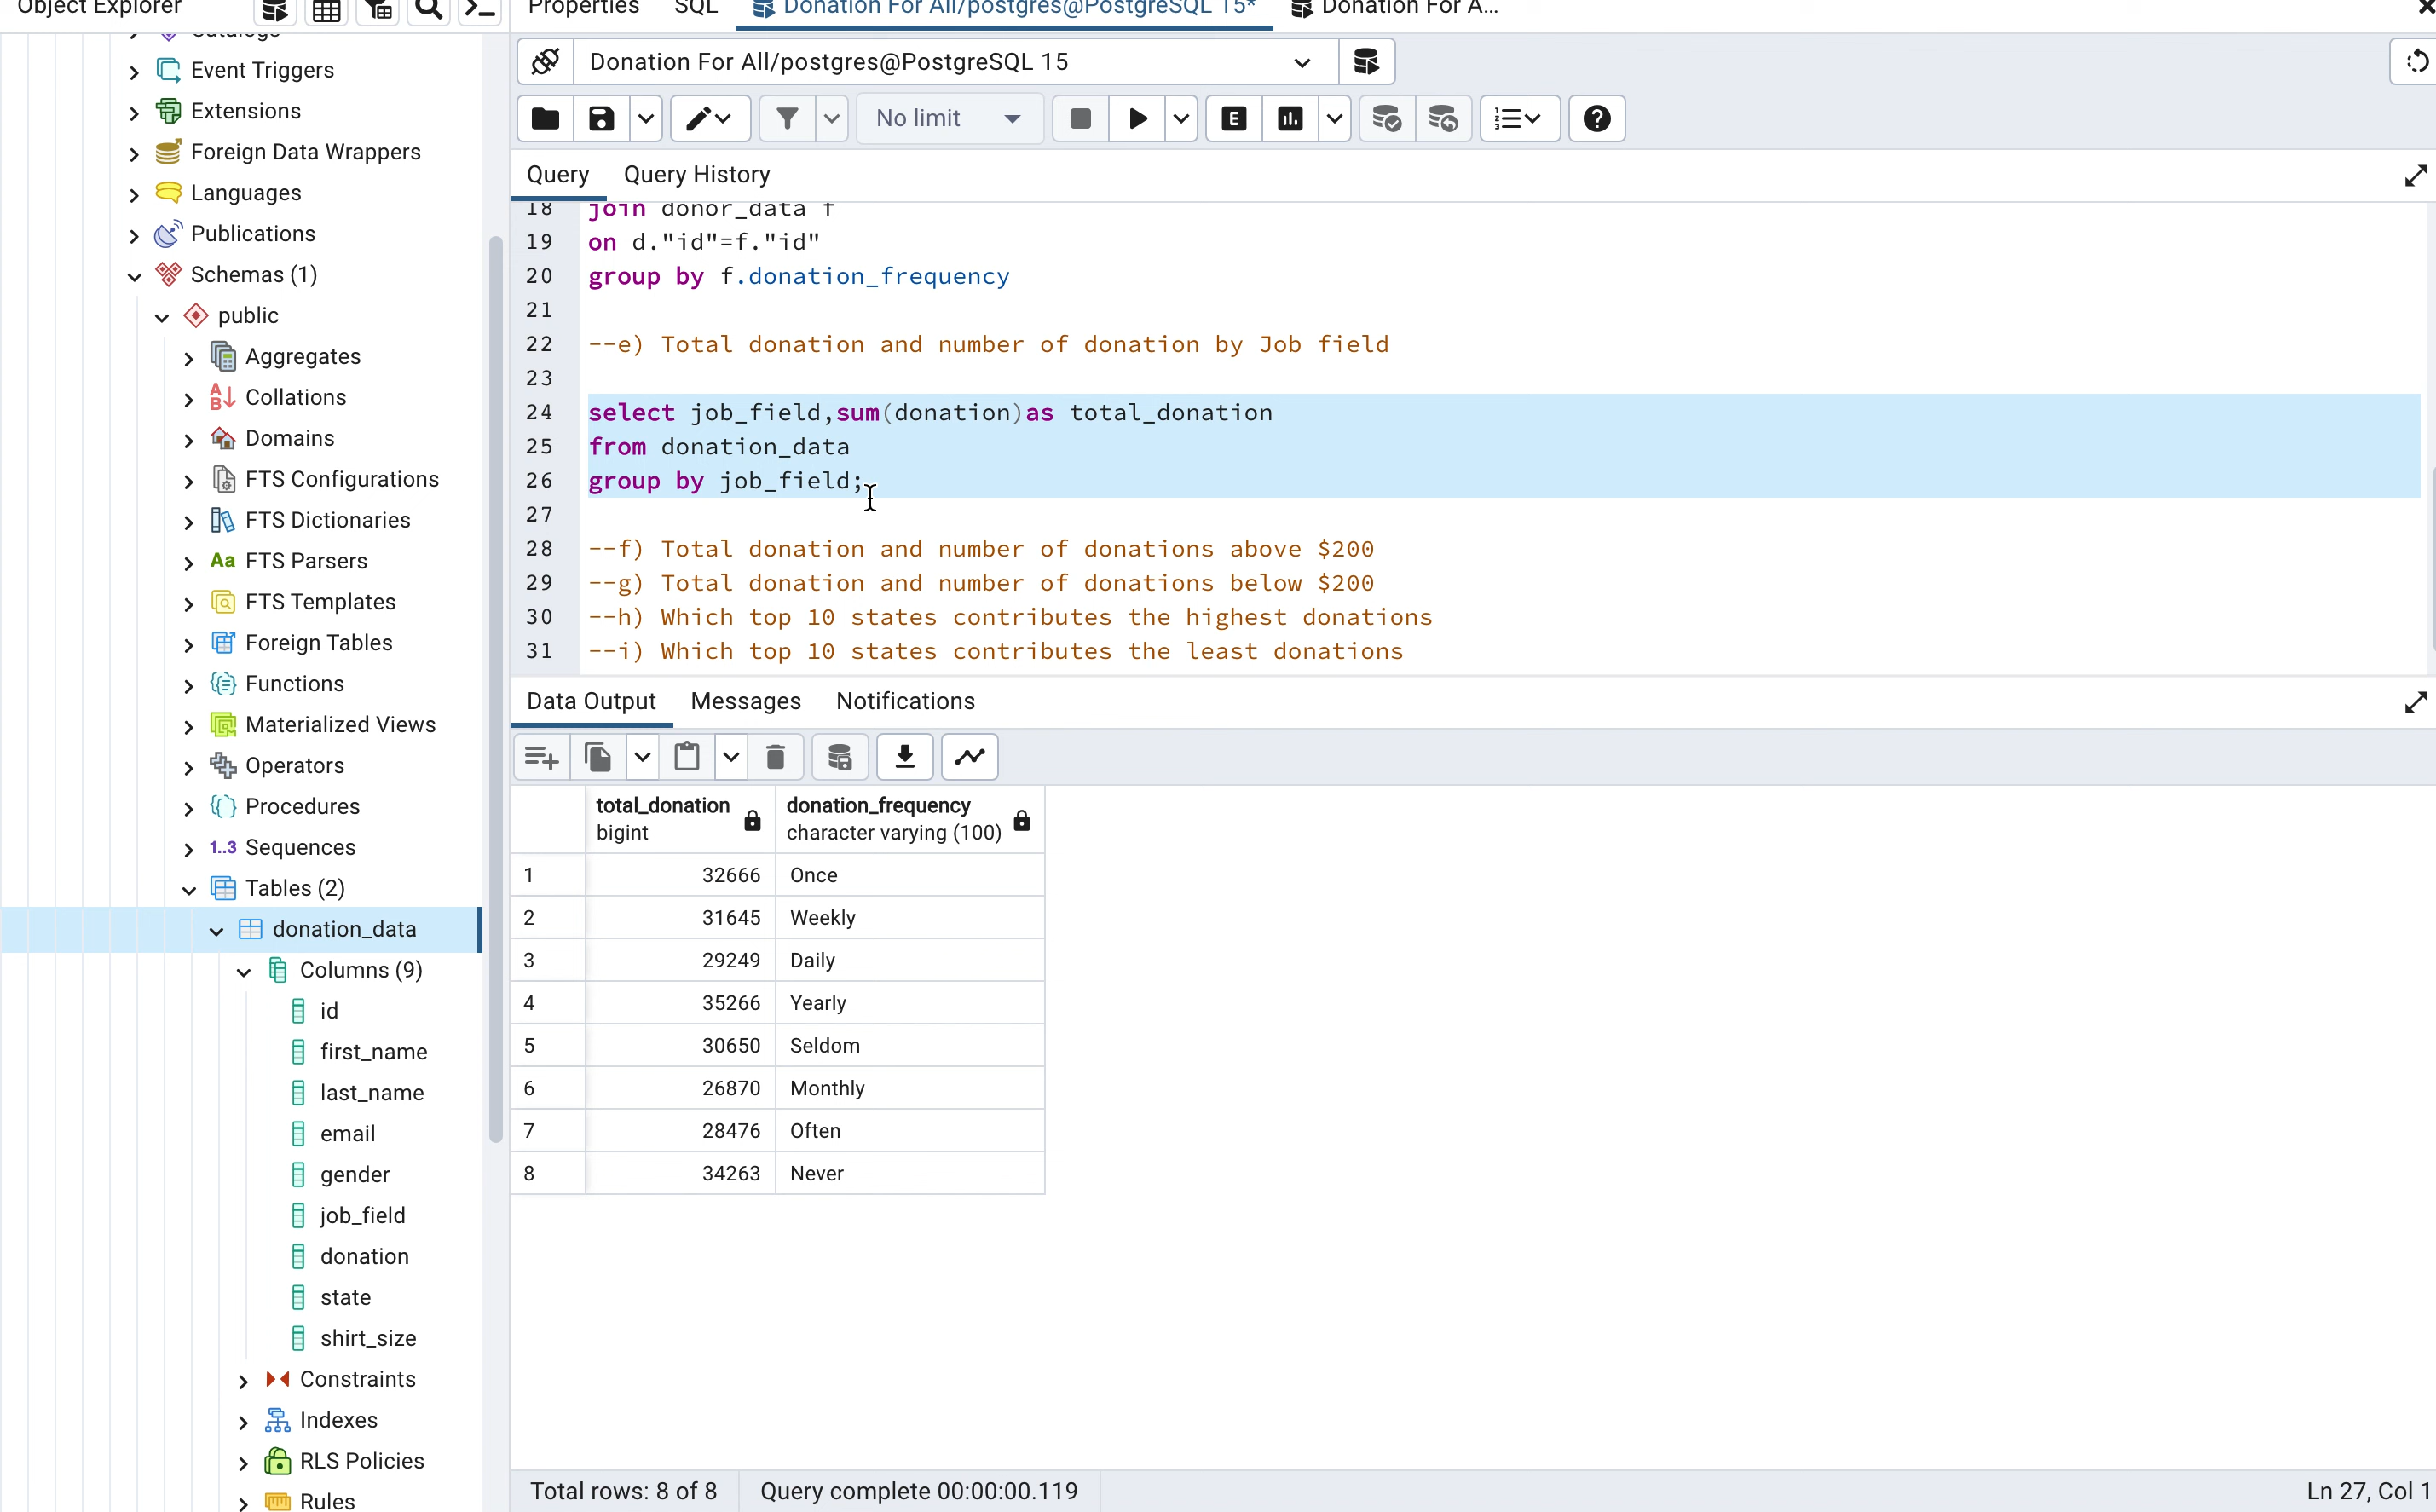 Object Explorer
Properties
SQL
Donation For All/postgres@PostgreSQL 15*
Donation For A...
Catalogs
Event Triggers
Extensions
Foreign Data Wrappers
Languages
Publications
Schemas (1)
public
Aggregates
Collations
Domains
FTS Configurations
FTS Dictionaries
Aa FTS Parsers
FTS Templates
Foreign Tables
Functions
Materialized Views
Operators
Procedures
1..3 Sequences
Tables (2)
donation_data
Columns (9)
id
first_name
last_name
email
gender
job_field
donation
state
shirt_size
Constraints
Indexes
RLS Policies
Rules
Donation For All/postgres@PostgreSQL 15
No limit
E
Query
Query History
18 join donor_data f
19 on d."id"=f."id"
20 group by f.donation_frequency
21
22 --e) Total donation and number of donation by Job field
23
24 select job_field,sum(donation)as total_donation
25 from donation_data
26 group by job_field;
27
28 --f) Total donation and number of donations above $200
29 --g) Total donation and number of donations below $200
30 --h) Which top 10 states contributes the highest donations
31 --i) Which top 10 states contributes the least donations
Data Output
Messages
Notifications
total_donation donation_frequency
bigint character varying (100)
1 32666 Once
2 31645 Weekly
3 29249 Daily
4 35266 Yearly
5 30650 Seldom
6 26870 Monthly
7 28476 Often
8 34263 Never
Total rows: 8 of 8
Query complete 00:00:00.119
Ln 27, Col 1